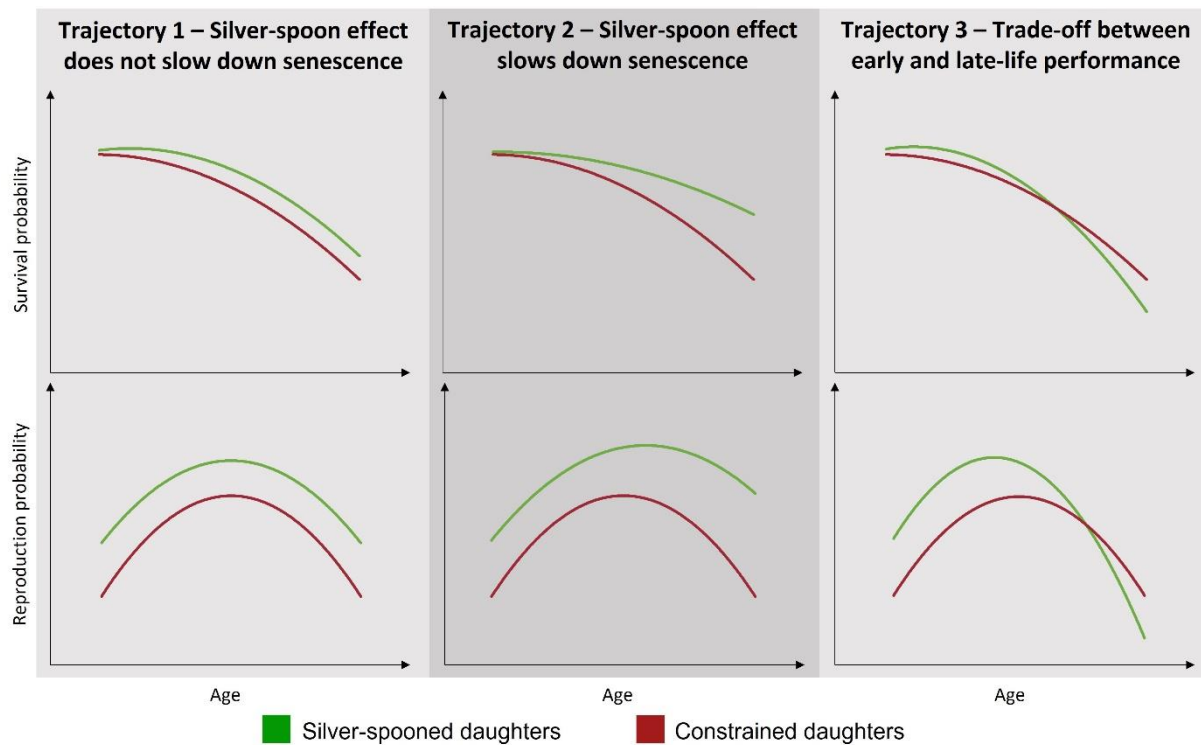 Trajectory 1 – Silver-spoon effect
does not slow down senescence
Trajectory 2 – Silver-spoon effect
slows down senescence
Trajectory 3 – Trade-off between
early and late-life performance
Survival probability
Reproduction probability
Age
Age
Age
Silver-spooned daughters
Constrained daughters